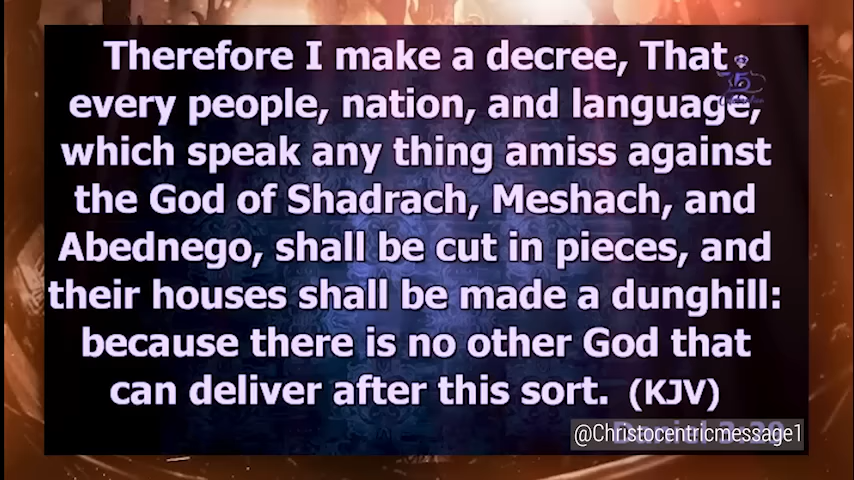 Therefore I make a decree, That
every people, nation, and language,
which speak any thing amiss against
the God of Shadrach, Meshach, and
Abednego, shall be cut in pieces, and
their houses shall be made a dunghill:
because there is no other God that
can deliver after this sort. (KJV)
@Christocentricmessage1